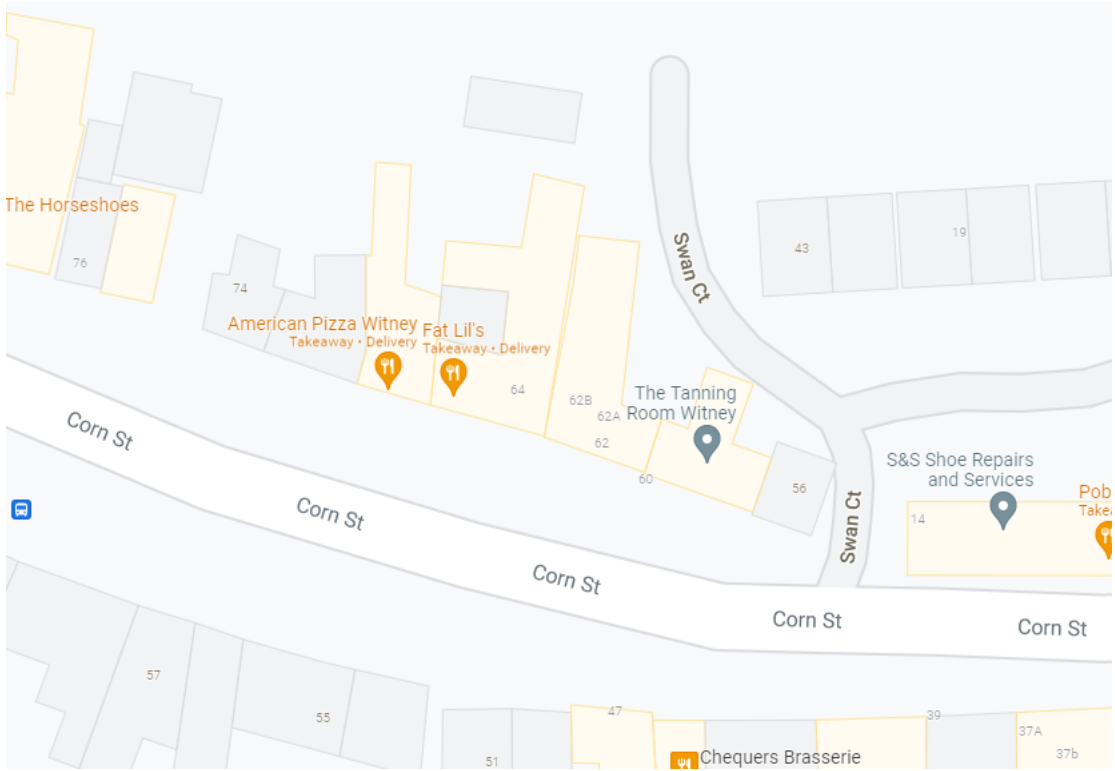 The Horseshoes
76
74
American Pizza Witney
Takeaway • Delivery
Fat Lil's
Takeaway • Delivery
64
62B
62A
62
The Tanning
Room Witney
60
56
Swan Ct
43
19
Swan Ct
S&S Shoe Repairs
and Services
14
Pob
Takea
Corn St
Corn St
Corn St
Corn St
Corn St
57
55
51
47
39
37A
37b
Chequers Brasserie